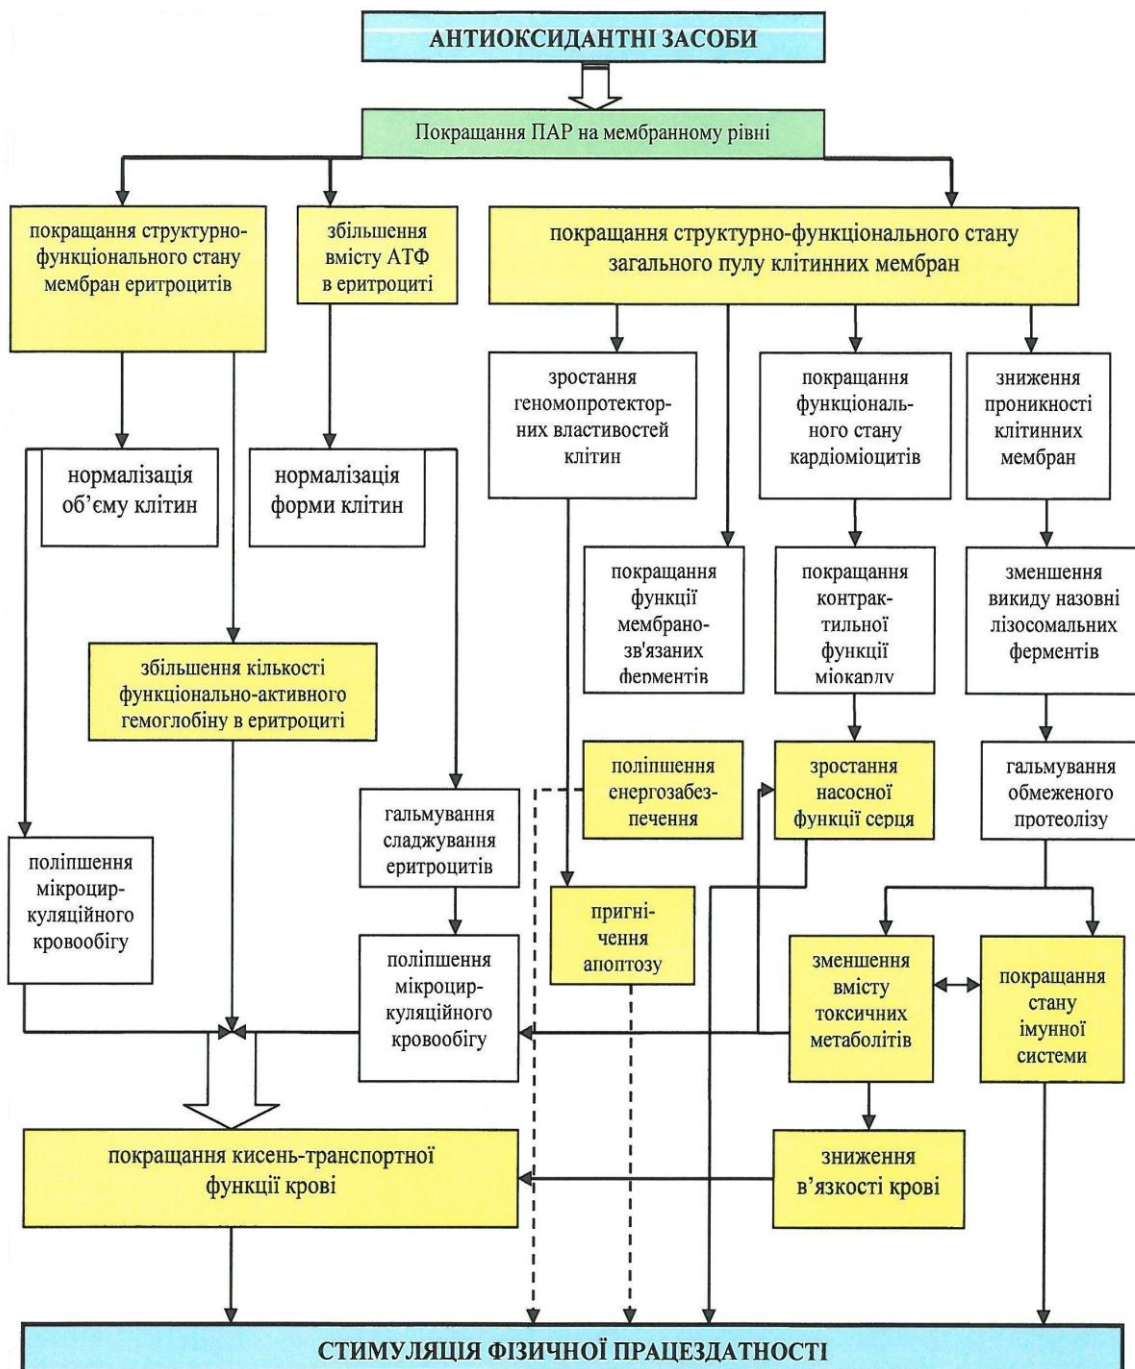 АНТИОКСИДАНТНІ ЗАСОБИ
Покращання ПАР на мембранному рівні
покращання структурно-
функціонального стану
мембран еритроцитів
збільшення
вмісту АТФ
в еритроциті
покращання структурно-функціонального стану
загального пулу клітинних мембран
зростання
геномопротектор-
них властивостей
клітин
покращання
функціональ-
ного стану
кардіоміоцитів
зниження
проникності
клітинних
мембран
нормалізація
об’єму клітин
нормалізація
форми клітин
покращання
функції
мембрано-
зв'язаних
ферментів
покращання
контрак-
тильної
функції
міокарду
зменшення
викиду назовні
лізосомальних
ферментів
збільшення кількості
функціонально-активного
гемоглобіну в еритроциті
поліпшення
енергозабез-
печення
зростання
насосної
функції серця
гальмування
обмеженого
протеолізу
гальмування
сладжування
еритроцитів
поліпшення
мікроцир-
куляційного
кровообігу
пригні-
чення
апоптозу
поліпшення
мікроцир-
куляційного
кровообігу
зменшення
вмісту
токсичних
метаболітів
покращання
стану
імунної
системи
покращання кисень-транспортної
функції крові
зниження
в’язкості крові
СТИМУЛЯЦІЯ ФІЗИЧНОЇ ПРАЦЕЗДАТНОСТІ